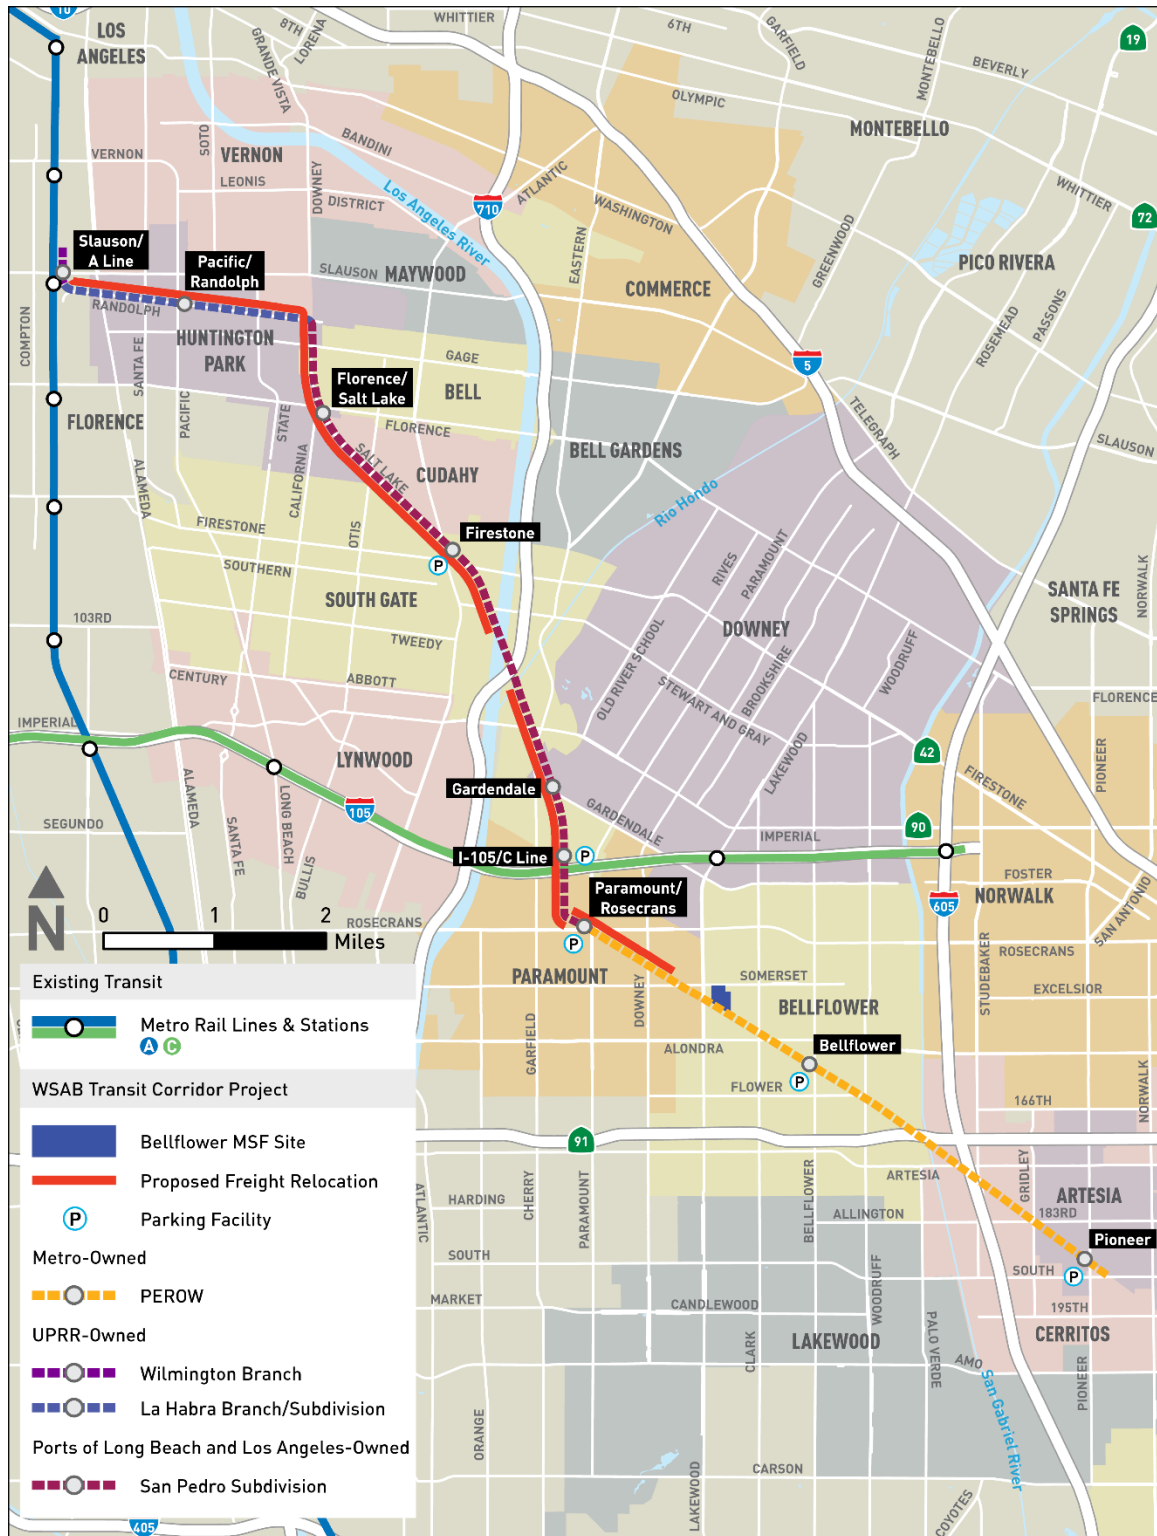 10
LOS
ANGELES
8TH
LORENA
WHITTIER
6TH
GARFIELD
MONTEBELLO
19
GRANDE VISTA
BEVERLY
OLYMPIC
MONTEBELLO
SOTO
BANDINI
VERNON
VERNON
LEONIS
DOWNEY
DISTRICT
Los Angeles River
710
ATLANTIC
WASHINGTON
WHITTIER
72
EASTERN
GREENWOOD
Slauson/
A Line
Pacific/
Randolph
SLAUSON
MAYWOOD
COMMERCE
PICO RIVERA
ROSEMEAD
PASSONS
RANDOLPH
COMPTON
SANTA FE
HUNTINGTON
PARK
GAGE
BELL
5
Florence/
Salt Lake
PACIFIC
STATE
FLORENCE
FLORENCE
TELEGRAPH
SLAUSON
CALIFORNIA
SALT LAKE
CUDAHY
BELL GARDENS
ALAMEDA
Rio Hondo
FIRESTONE
OTIS
Firestone
P
SOUTHERN
RIVES
PARAMOUNT
SOUTH GATE
SANTA FE
SPRINGS
NORWALK
103RD
TWEEDY
DOWNEY
OLD RIVER SCHOOL
BROOKSHIRE
WOODRUFF
CENTURY
ABBOTT
STEWART AND GRAY
FLORENCE
IMPERIAL
LYNWOOD
LAKEWOOD
42
PIONEER
FIRESTONE
ALAMEDA
Gardendale
LONG BEACH
105
GARDENDALE
SEGUNDO
SANTA FE
IMPERIAL
90
BULLIS
I-105/C Line
P
FOSTER
Paramount/
Rosecrans
605
NORWALK
SAN ANTONIO
N
0 1 2
Miles
ROSECRANS
P
STUDEBAKER
ROSECRANS
PARAMOUNT
DOWNEY
SOMERSET
EXCELSIOR
BELLFLOWER
GARFIELD
ALONDRA
Bellflower
P
FLOWER
166TH
NORWALK
91
ATLANTIC
HARDING
CHERRY
PARAMOUNT
BELLFLOWER
ARTESIA
GRIDLEY
ARTESIA
ALLINGTON
183RD
Pioneer
SOUTH
WOODRUFF
SOUTH
P
MARKET
CANDLEWOOD
195TH
CLARK
LAKEWOOD
PALO VERDE
CERRITOS
AMO
PIONEER
San Gabriel River
ORANGE
CARSON
LAKEWOOD
COYOTES
405
Existing Transit
Metro Rail Lines & Stations
A C
WSAB Transit Corridor Project
Bellflower MSF Site
Proposed Freight Relocation
P Parking Facility
Metro-Owned
PEROW
UPRR-Owned
Wilmington Branch
La Habra Branch/Subdivision
Ports of Long Beach and Los Angeles-Owned
San Pedro Subdivision